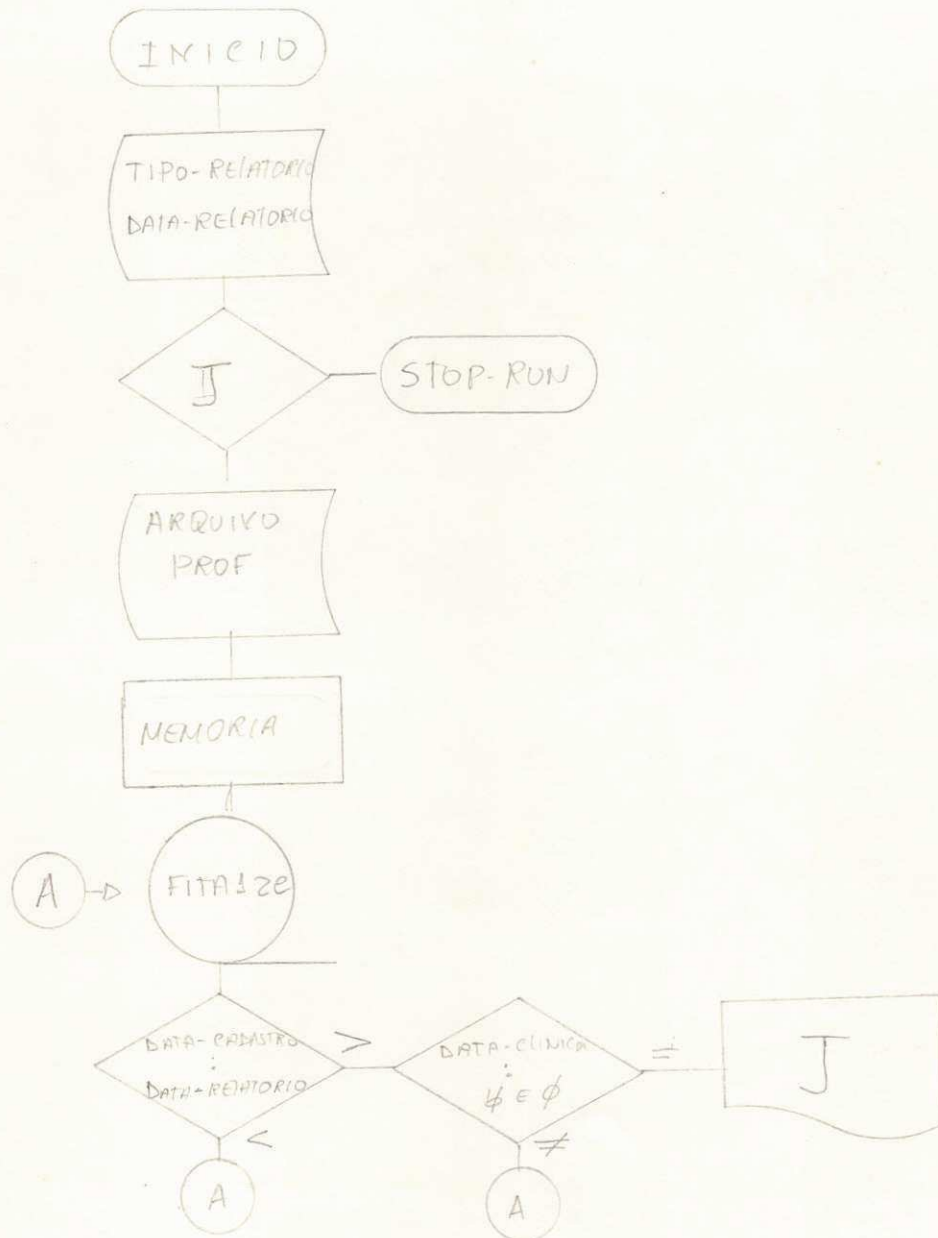 INICIO
TIPO-RELATORIO
DATA-RELATORIO
STOP-RUN
ARQUIVO
PROF
MEMORIA
A
DATA-CADASTRO
>
DATA-CLINICA
=
J
:
:
DATA-RELATORIO
E ϕ
<
≠
A
A